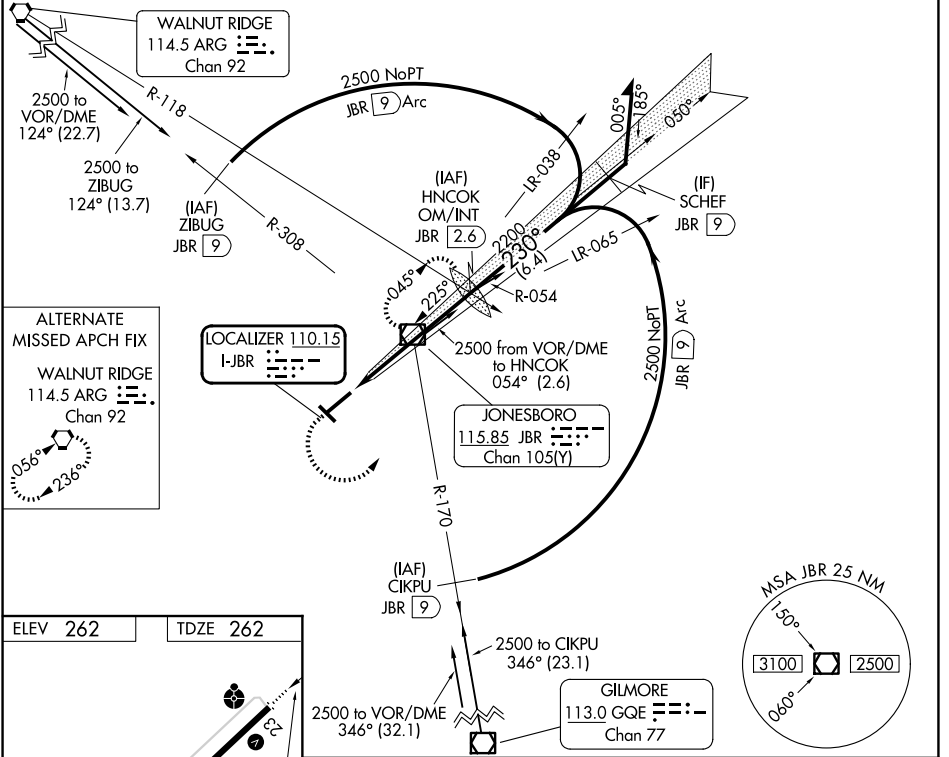 WALNUT RIDGE
114.5 ARG
Chan 92
2500 to
VOR/DME
124° (22.7)
2500 to
ZIBUG
124° (13.7)
R-118
2500 NoPT
JBR 9 Arc
(IAF)
ZIBUG
JBR 9
R-308
(IAF)
HNCOK
OM/INT
JBR 2.6
LR-038
005°
185°
050°
(IF)
SCHEF
JBR 9
2200
230°
(6.4)
LR-065
R-054
045°
225°
2500 NoPT
JBR 9 Arc
LOCALIZER 110.15
I-JBR
2500 from VOR/DME
to HNCOK
054° (2.6)
JONESBORO
115.85 JBR
Chan 105(Y)
ALTERNATE
MISSED APCH FIX
WALNUT RIDGE
114.5 ARG
Chan 92
056°
236°
R-170
(IAF)
CIKPU
JBR 9
2500 to CIKPU
346° (23.1)
2500 to VOR/DME
346° (32.1)
GILMORE
113.0 GQE
Chan 77
MSA JBR 25 NM
150°
3100
2500
060°
ELEV 262
TDZE 262
23
V